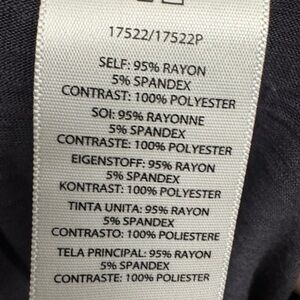 17522/17522P
SELF: 95% RAYON
5% SPANDEX
CONTRAST: 100% POLYESTER
SOI: 95% RAYONNE
5% SPANDEX
CONTRASTE: 100% POLYESTER
EIGENSTOFF: 95% RAYON
5% SPANDEX
KONTRAST: 100% POLYESTER
TINTA UNITA: 95% RAYON
5% SPANDEX
CONTRASTO: 100% POLIESTERE
TELA PRINCIPAL: 95% RAYON
5% SPANDEX
CONTRASTE: 100% POLYESTER